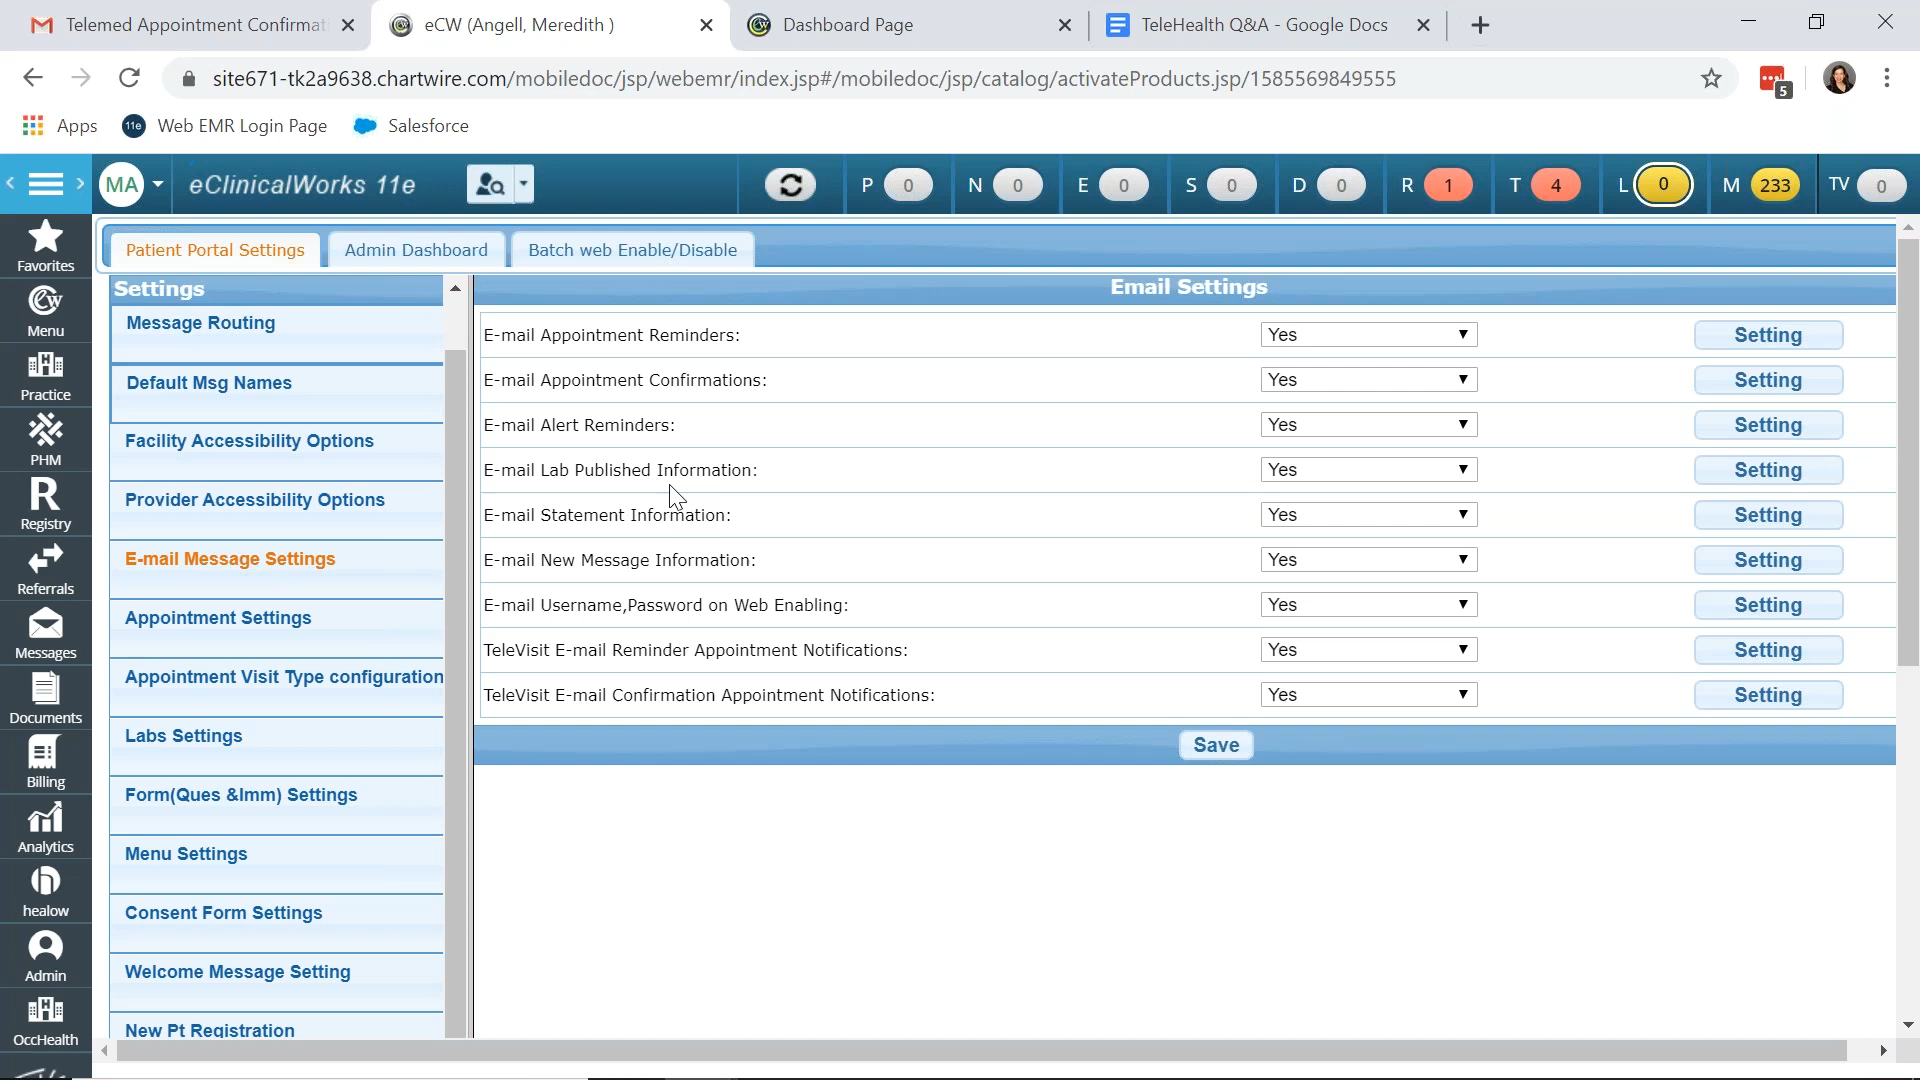 Telemed Appointment Confirmat
eCW (Angell, Meredith )
Dashboard Page
TeleHealth Q&A - Google Docs
site671-tk2a9638.chartwire.com/mobiledoc/jsp/webemr/index.jsp#/mobiledoc/jsp/catalog/activateProducts.jsp/1585569849555
5
Apps
11e
Web EMR Login Page
Salesforce
MA
eClinicalWorks 11e
P 0
N 0
E 0
S 0
D 0
R 1
T 4
L 0
M 233
TV 0
Favorites
Menu
Practice
PHM
Registry
Referrals
Messages
Documents
Billing
Analytics
healow
Admin
OccHealth
Patient Portal Settings
Admin Dashboard
Batch web Enable/Disable
Settings
Message Routing
Default Msg Names
Facility Accessibility Options
Provider Accessibility Options
E-mail Message Settings
Appointment Settings
Appointment Visit Type configuration
Labs Settings
Form(Ques &Imm) Settings
Menu Settings
Consent Form Settings
Welcome Message Setting
New Pt Registration
Email Settings
E-mail Appointment Reminders: Yes Setting
E-mail Appointment Confirmations: Yes Setting
E-mail Alert Reminders: Yes Setting
E-mail Lab Published Information: Yes Setting
E-mail Statement Information: Yes Setting
E-mail New Message Information: Yes Setting
E-mail Username,Password on Web Enabling: Yes Setting
TeleVisit E-mail Reminder Appointment Notifications: Yes Setting
TeleVisit E-mail Confirmation Appointment Notifications: Yes Setting
Save